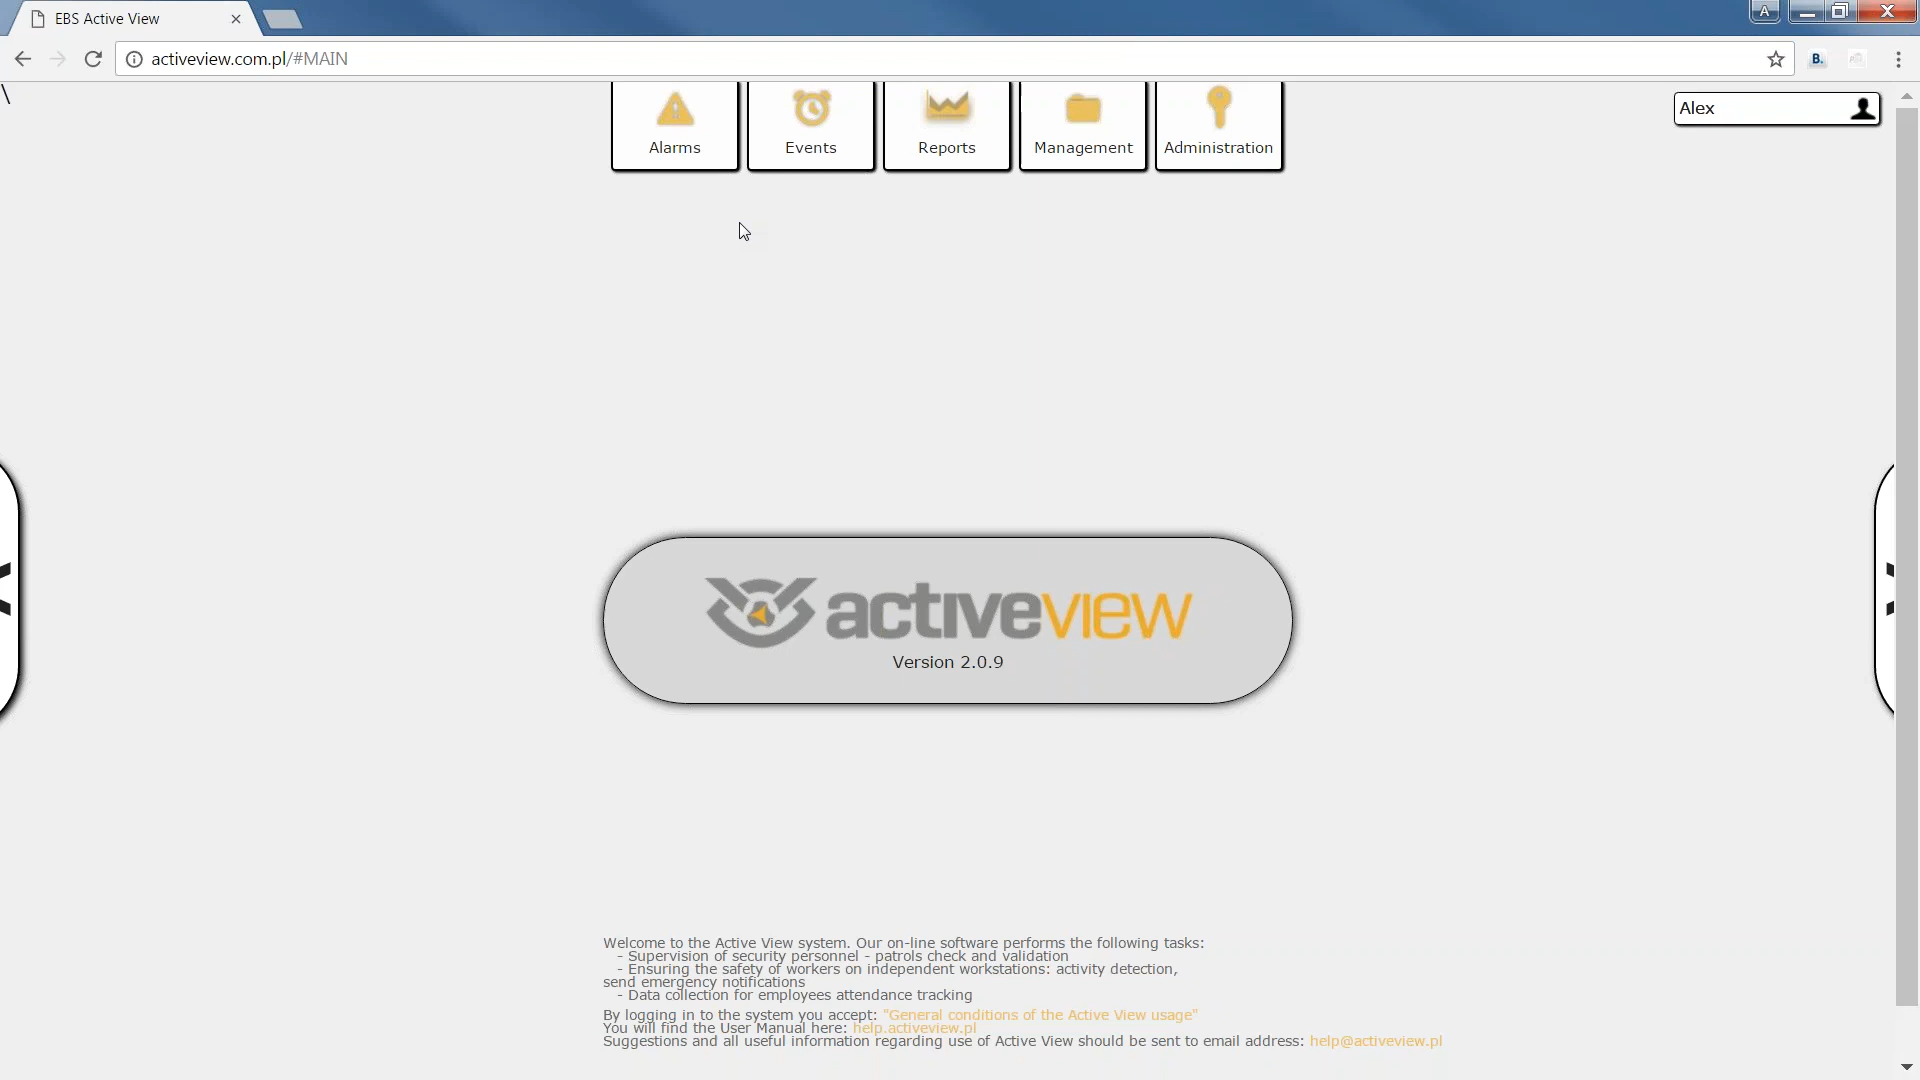 EBS Active View
A
activeview.com.pl/#MAIN
B.
\
Alarms
Events
Reports
Management
Administration
Alex
activeview
Version 2.0.9
Welcome to the Active View system. Our on-line software performs the following tasks:
- Supervision of security personnel - patrols check and validation
- Ensuring the safety of workers on independent workstations: activity detection,
send emergency notifications
- Data collection for employees attendance tracking
By logging in to the system you accept: "General conditions of the Active View usage"
You will find the User Manual here: help.activeview.pl
Suggestions and all useful information regarding use of Active View should be sent to email address: help@activeview.pl